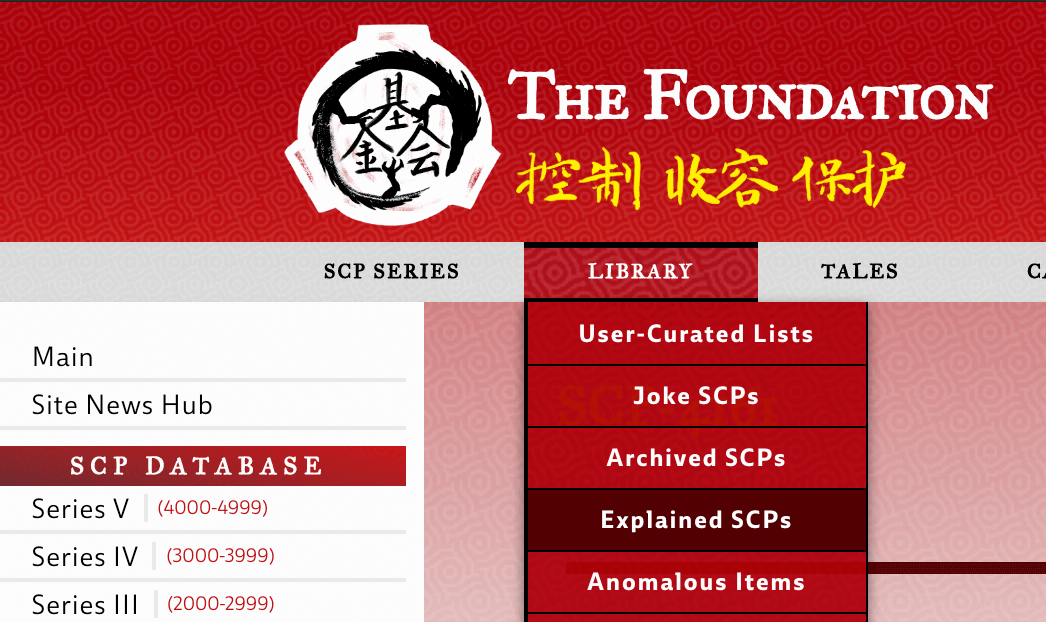 基金会
The Foundation
控制 收容 保护
SCP SERIES
LIBRARY
TALES
Main
Site News Hub
SCP DATABASE
Series V (4000-4999)
Series IV (3000-3999)
Series III (2000-2999)
User-Curated Lists
Joke SCPs
Archived SCPs
Explained SCPs
Anomalous Items